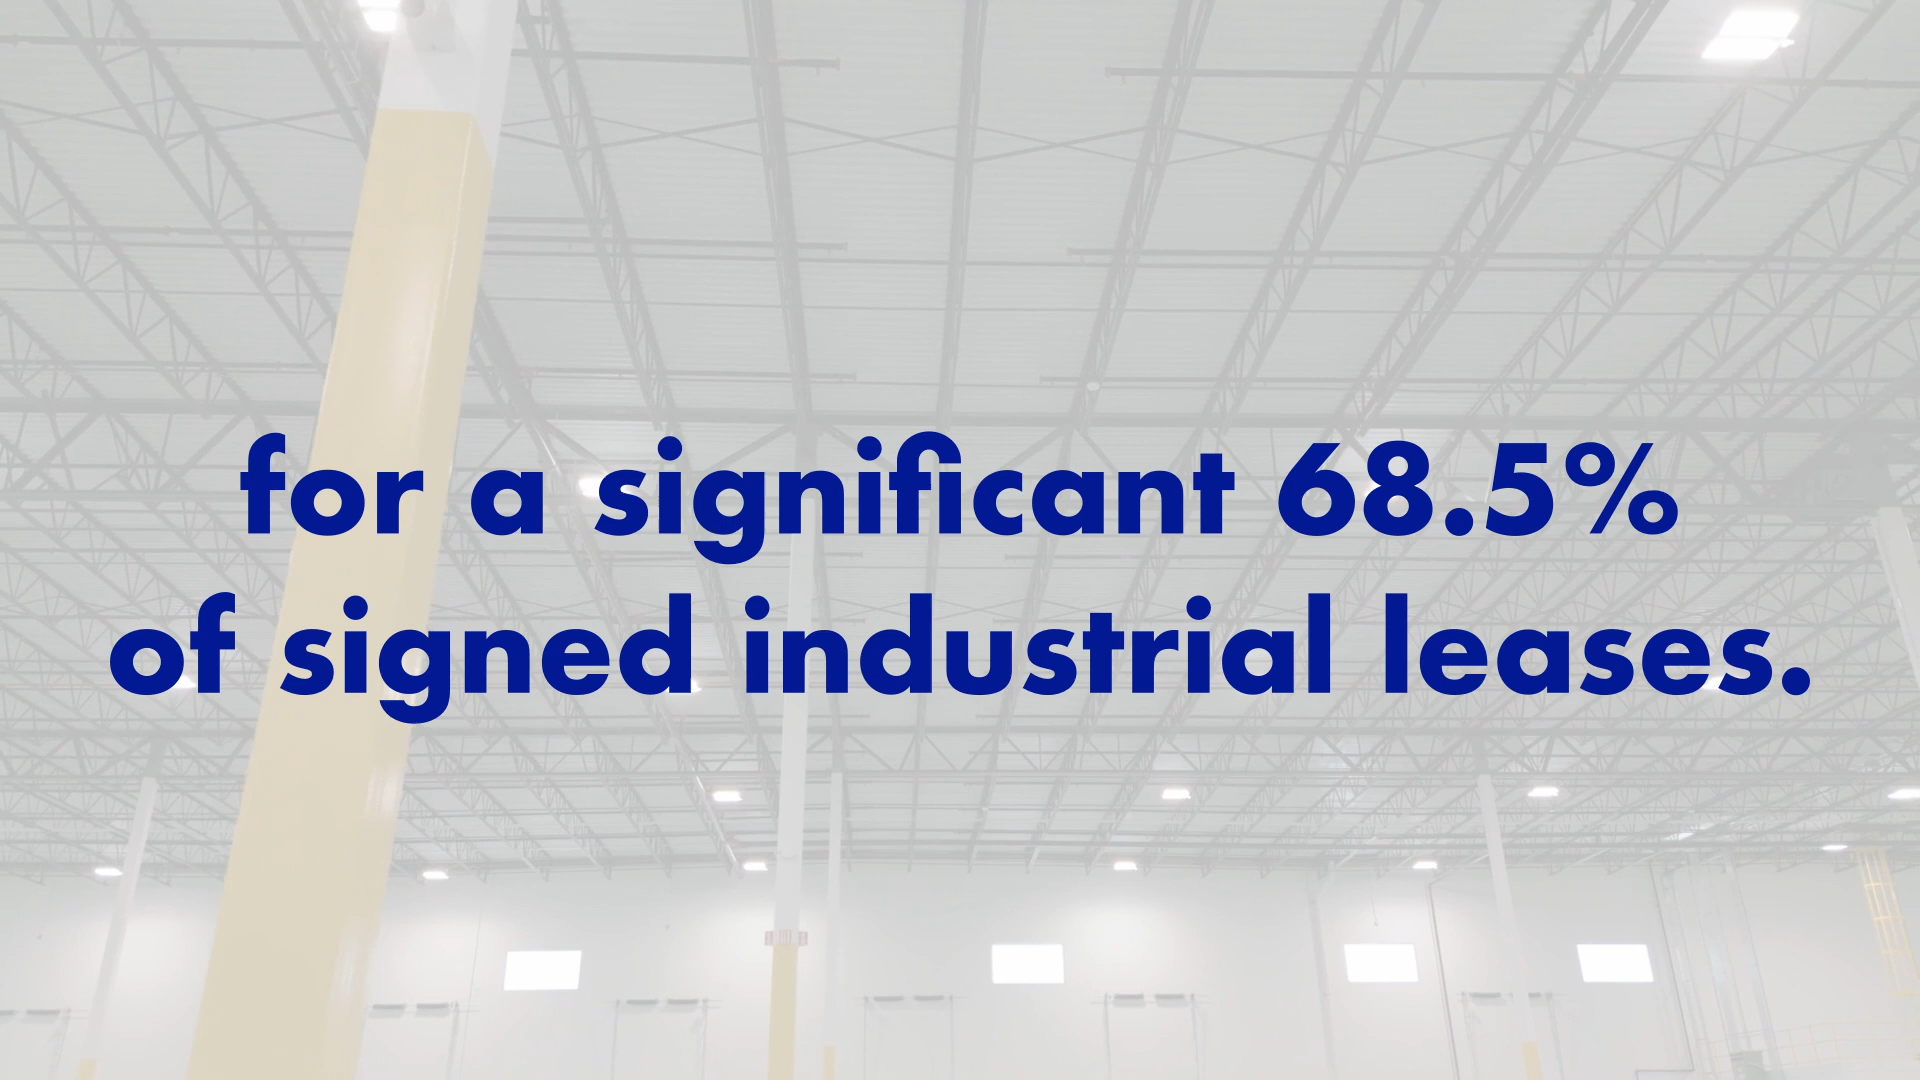 for a significant 68.5%
of signed industrial leases.